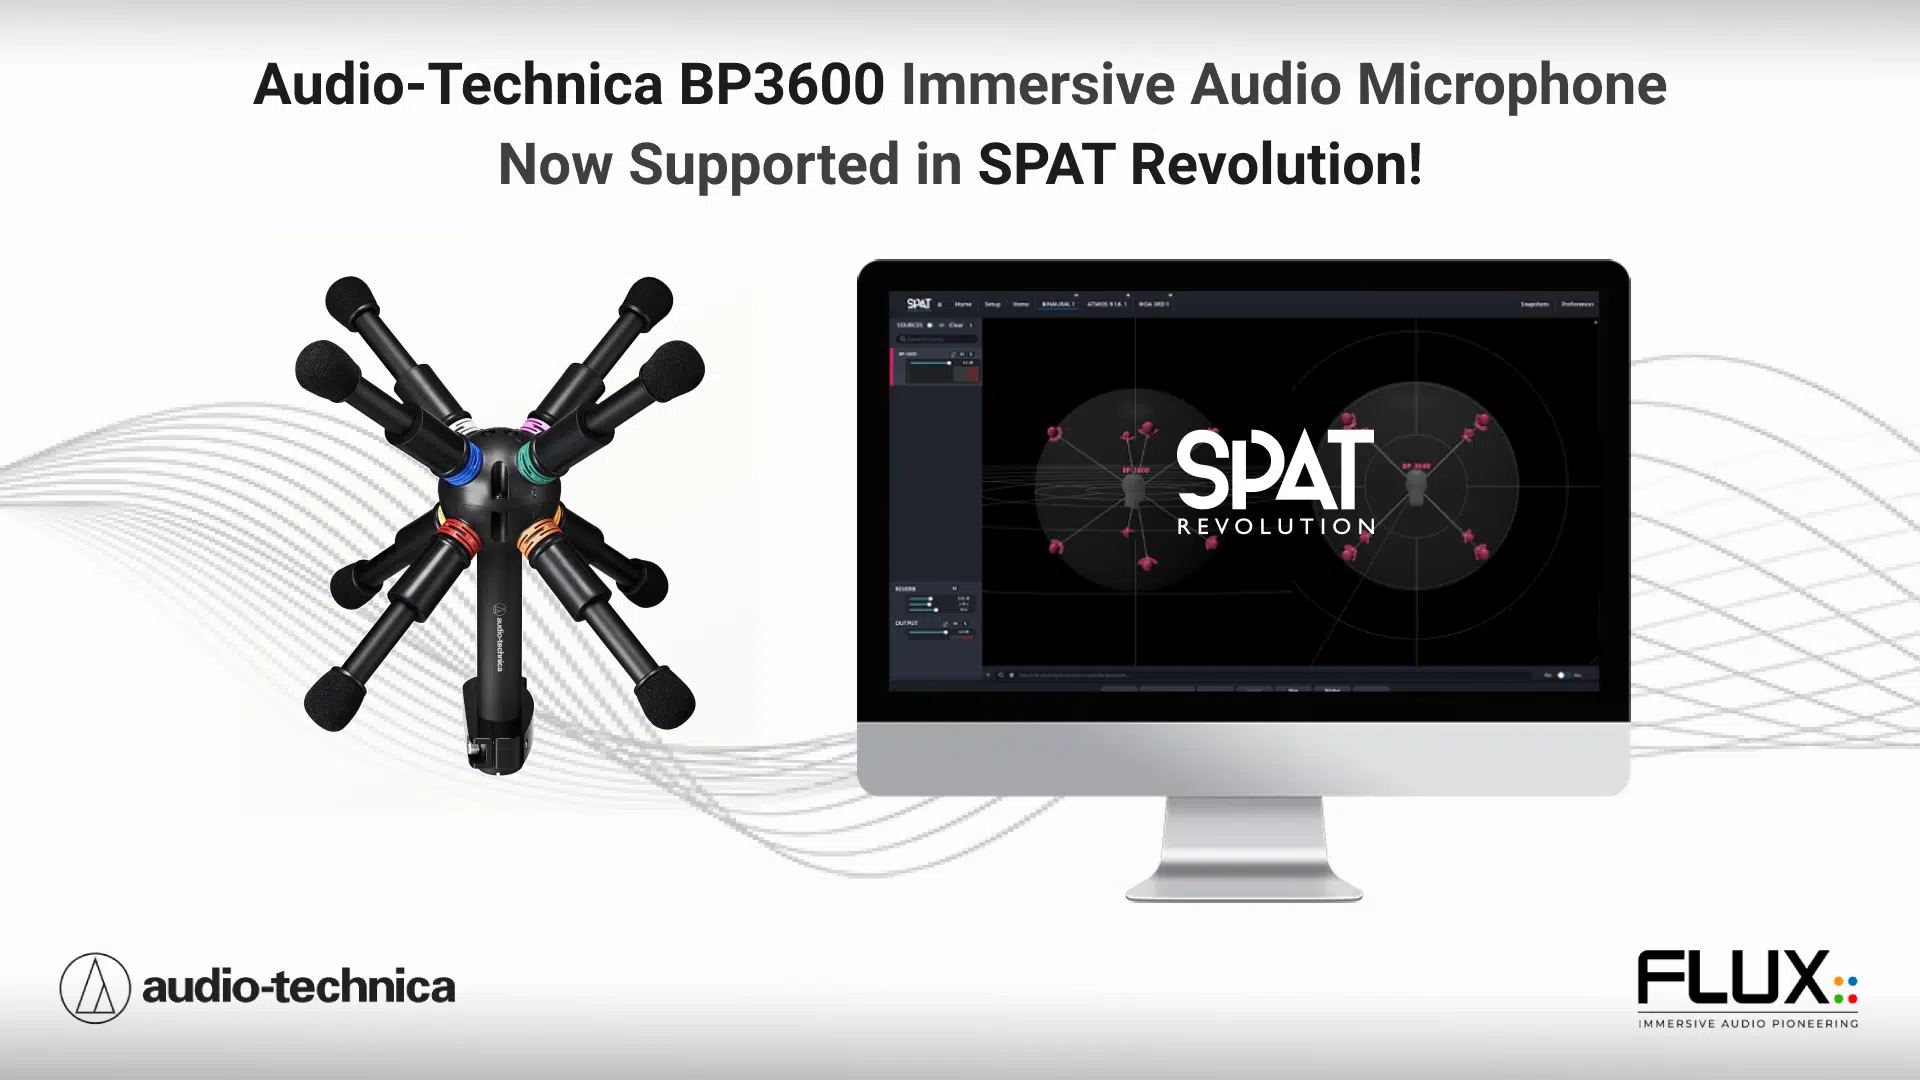 Audio-Technica BP3600 Immersive Audio Microphone
Now Supported in SPAT Revolution!
audio-technica
SPAT
Home
Setup
Items
BINAURAL 1
ATMOS 9.1.6. 1
HOA 3RD 1
Snapshots
Preferences
SOURCES
Clear
BP-3600
BP-3600
BP-3600
SPAT
REVOLUTION
REVERB
OUTPUT
audio-technica
FLUX::
IMMERSIVE AUDIO PIONEERING